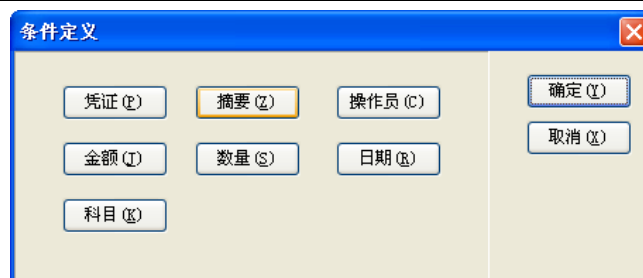 条件定义
凭证(P) 摘要(Z) 操作员(C) 确定(Y)
取消(X)
金额(J) 数量(S) 日期(R)
科目(K)